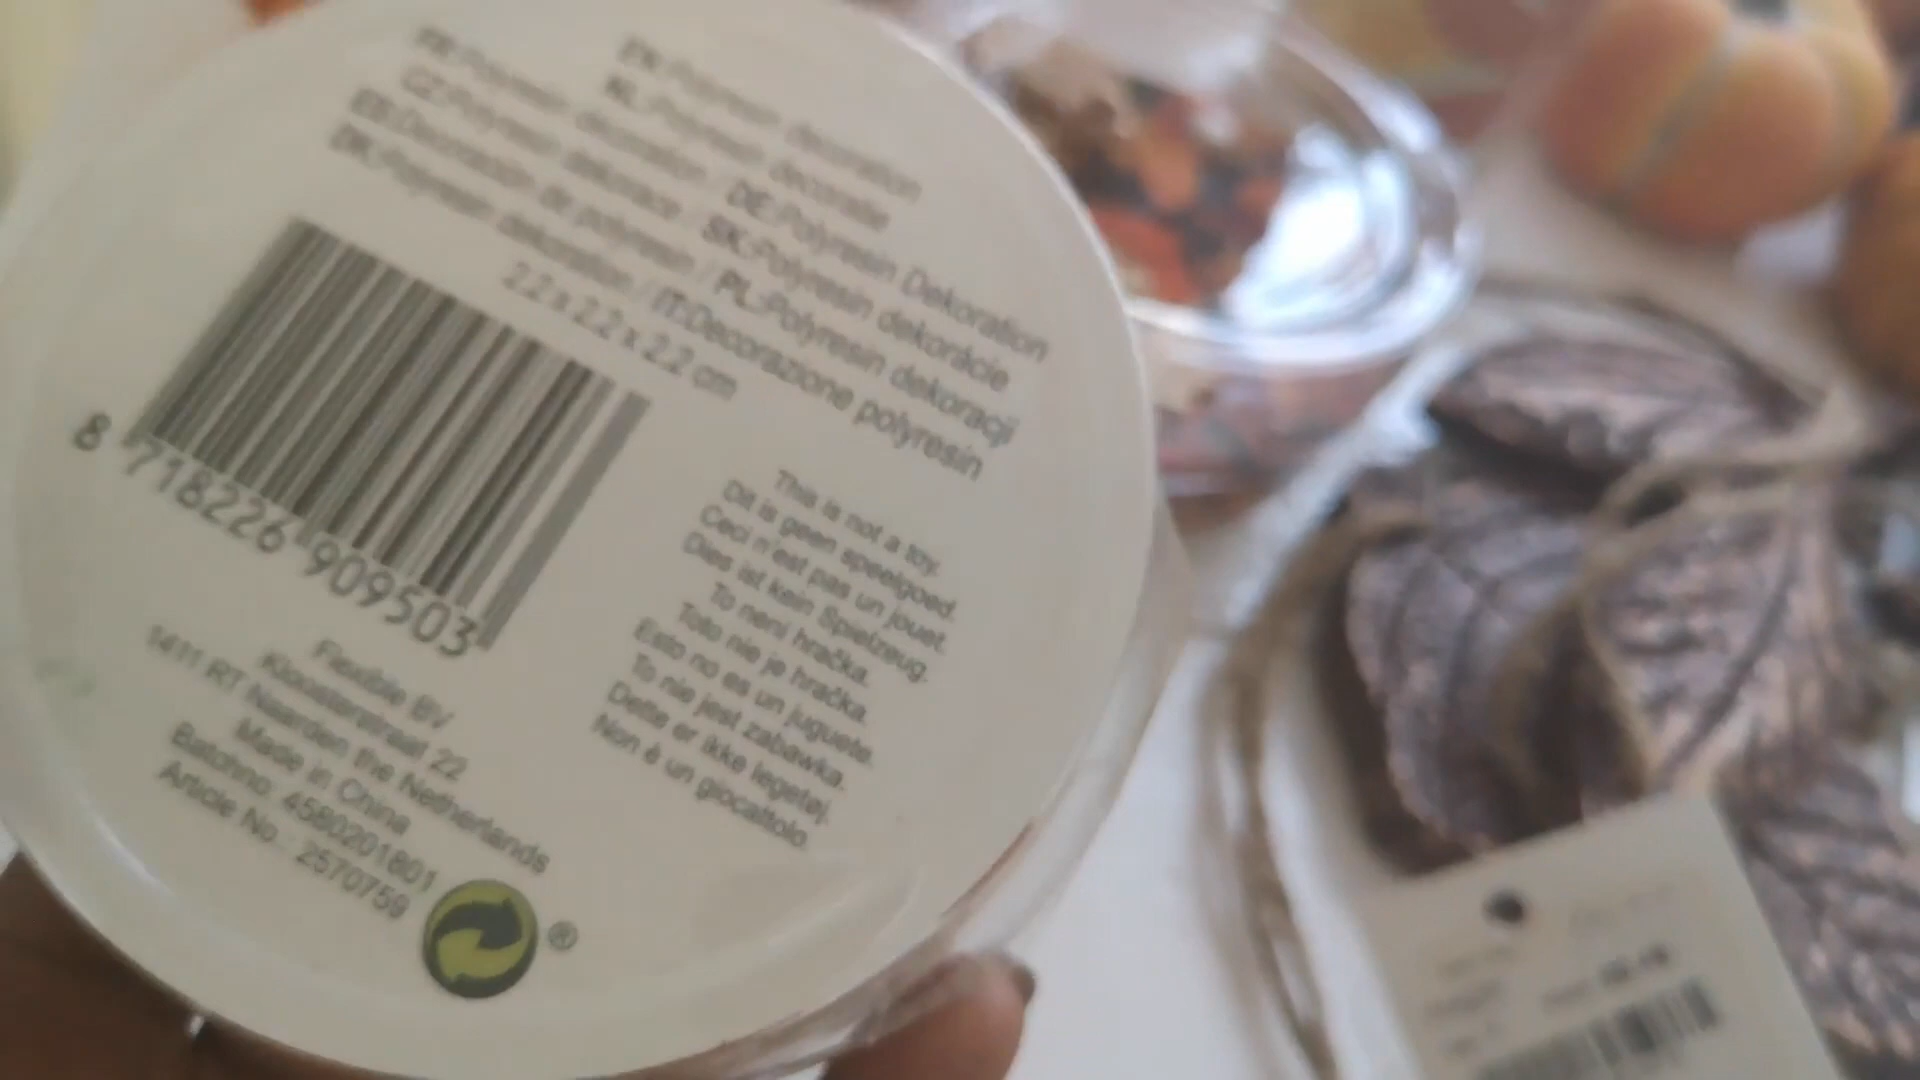 EN:Polyresin decoration
NL:Polyresin decoratie
FR:Polyresin décoration / DE:Polyresin Dekoration
CZ:Polyresin dekorace / SK:Polyresin dekorácie
ES:Decoración de polyresin / PL:Polyresin dekoracji
DK:Polyresin dekoration / IT:Decorazione polyresin
2.2 x 2.2 x 2.2 cm
8 718226 909503
This is not a toy.
Dit is geen speelgoed.
Ceci n'est pas un jouet.
Das ist kein Spielzeug.
To není hračka.
Toto nie je hračka.
Esto no es un juguete.
To nie jest zabawka.
Dette er ikke legetøj.
Non è un giocattolo.
Flexible BV
Kloosterstraat 22
1411 RT Naarden the Netherlands
Made in China
Batchno. 4580201801
Article No.: 2570759
®